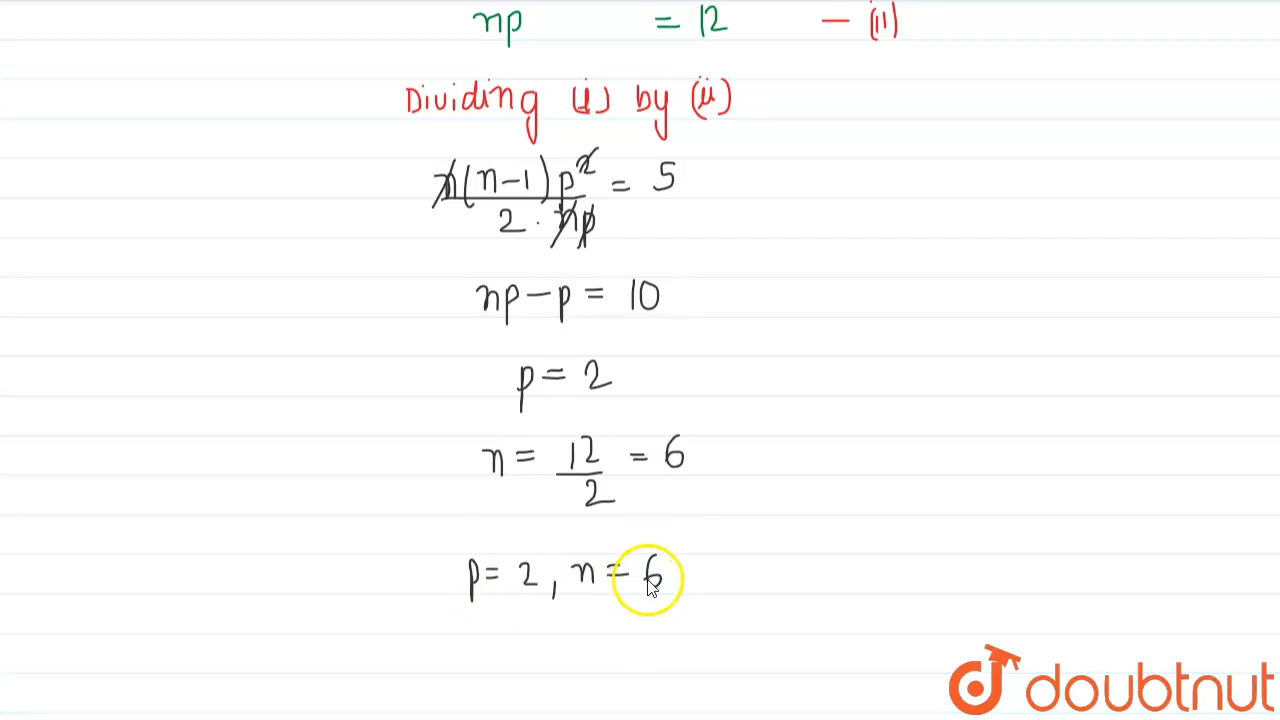 np = 12 — (ii)
Dividing (i) by (ii)
n(n-1)p² / 2·np = 5
np - p = 10
p = 2
n = 12/2 = 6
p = 2, n = 6
doubtnut